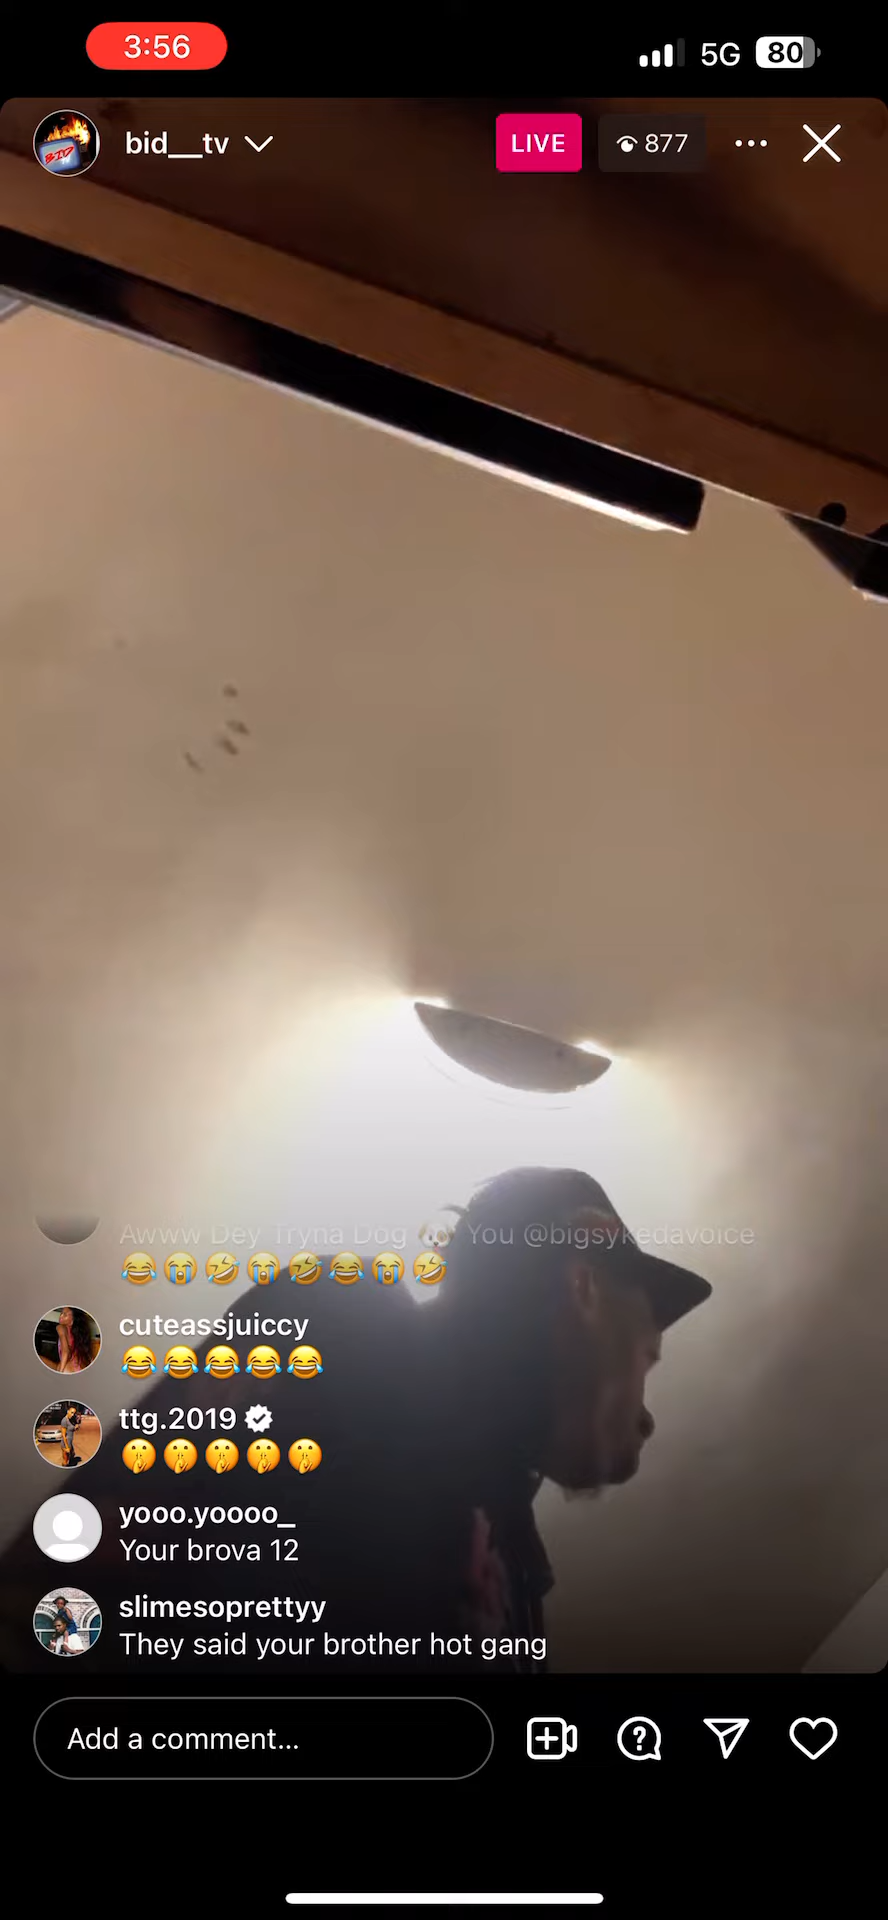 3:56
5G
80
BID
bid__tv
LIVE
877
Awww Dey Tryna Dog 🐶 You @bigsykedavoice
😂😭🤣😭🤣😂😭🤣
cuteassjuiccy
😂😂😂😂😂
ttg.2019
🤫🤫🤫🤫🤫
yooo.yoooo_
Your brova 12
slimesoprettyy
They said your brother hot gang
Add a comment...